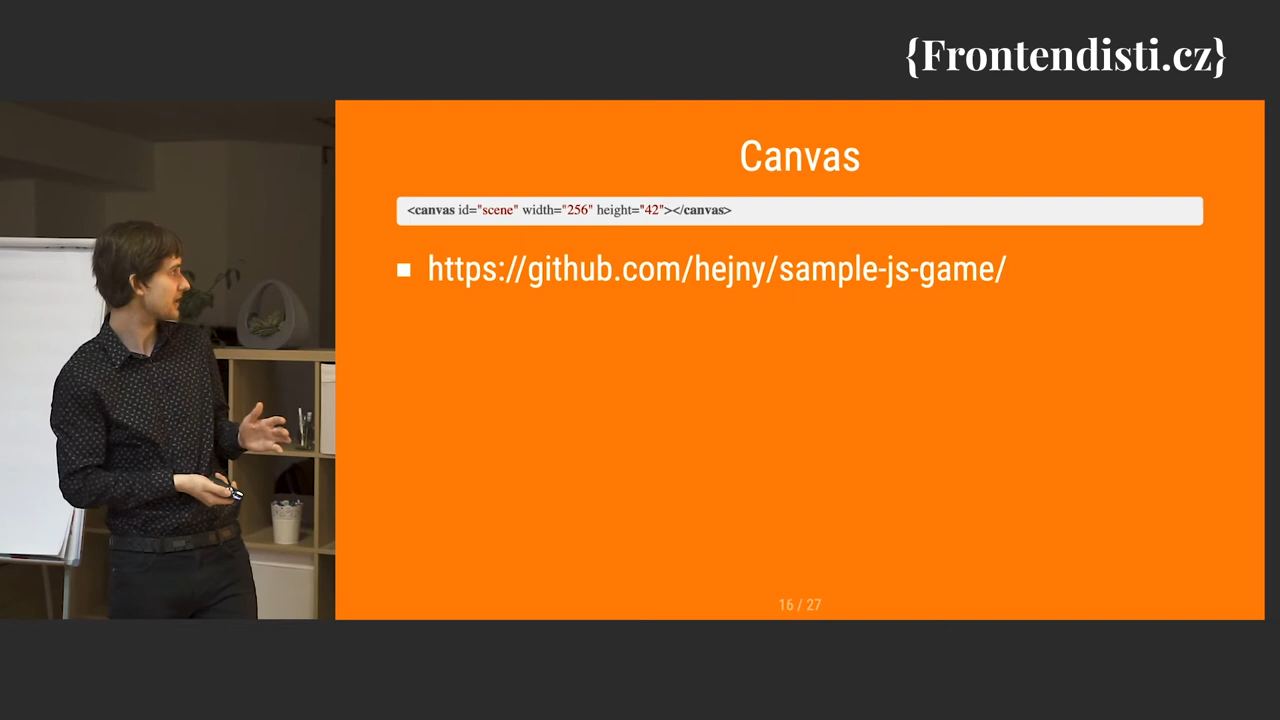 {Frontendisti.cz}
Canvas
<canvas id="scene" width="256" height="42"></canvas>
https://github.com/hejny/sample-js-game/
16 / 27